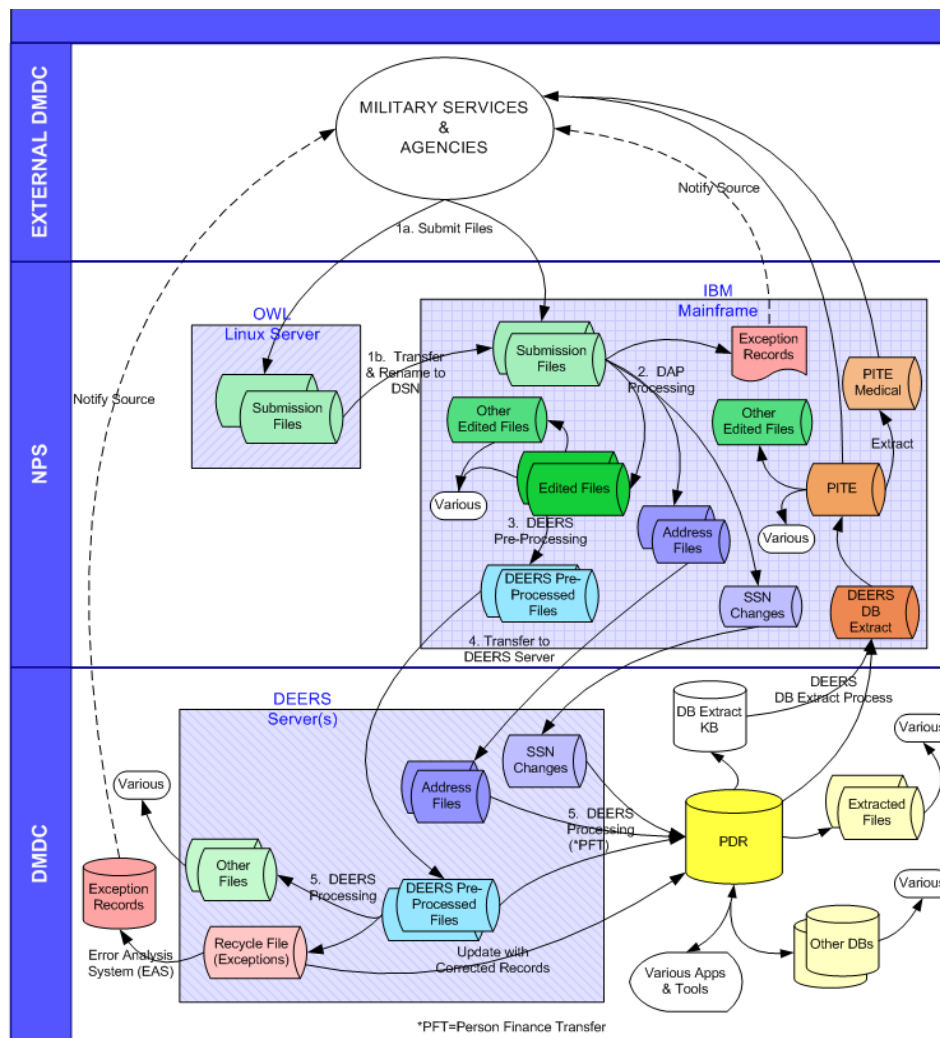 EXTERNAL DMDC
MILITARY SERVICES
&
AGENCIES
Notify Source
1a. Submit Files
NPS
OWL
Linux Server
Submission
Files
1b. Transfer
& Rename to
DSN
Notify Source
IBM
Mainframe
Submission
Files
Exception
Records
2. DAP
Processing
PITE
Medical
Other
Edited Files
Other
Edited Files
Extract
Edited Files
PITE
Various
Various
3. DEERS
Pre-Processing
Address
Files
DEERS Pre-
Processed
Files
SSN
Changes
DEERS
DB
Extract
4. Transfer to
DEERS Server
DMDC
DEERS
Server(s)
DEERS
DB Extract Process
DB Extract
KB
SSN
Changes
Various
Various
Address
Files
5. DEERS
Processing
(*PFT)
PDR
Extracted
Files
Other
Files
5. DEERS
Processing
DEERS Pre-
Processed
Files
Exception
Records
Various
Recycle File
(Exceptions)
Other DBs
Error Analysis
System (EAS)
Update with
Corrected Records
Various Apps
& Tools
*PFT=Person Finance Transfer